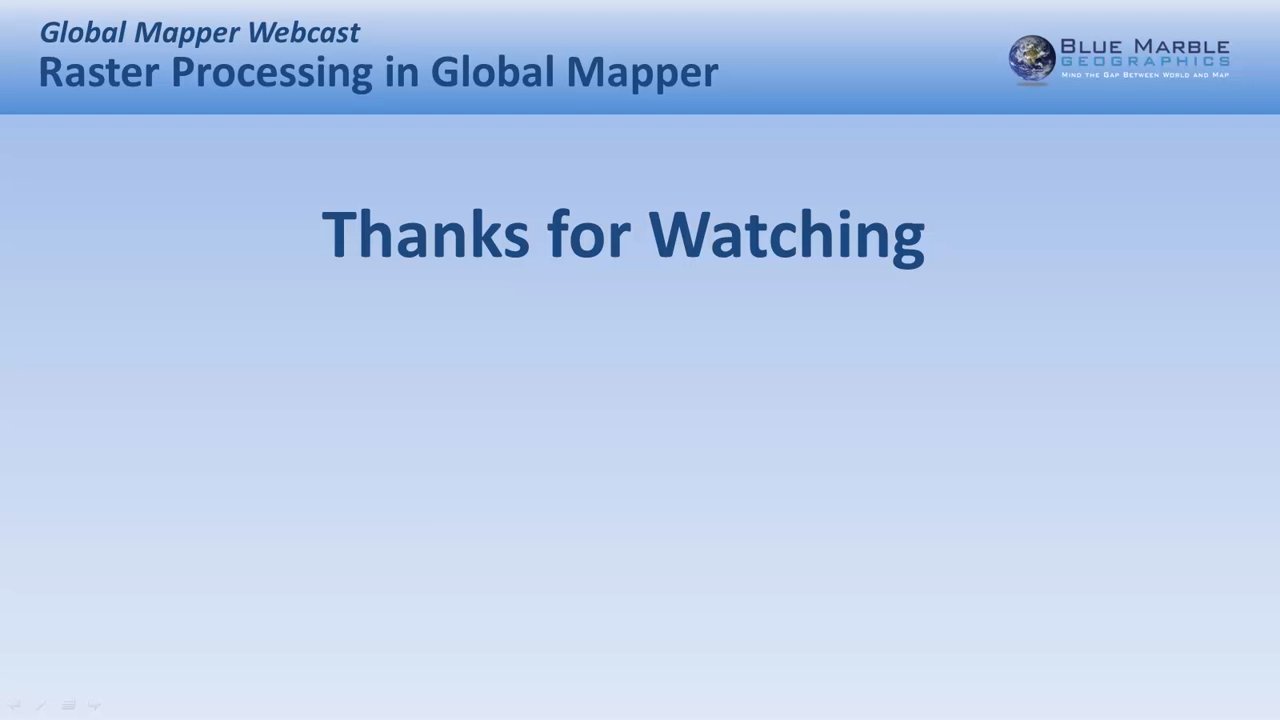 Global Mapper Webcast
Raster Processing in Global Mapper
BLUE MARBLE
GEOGRAPHICS
MIND THE GAP BETWEEN WORLD AND MAP
Thanks for Watching